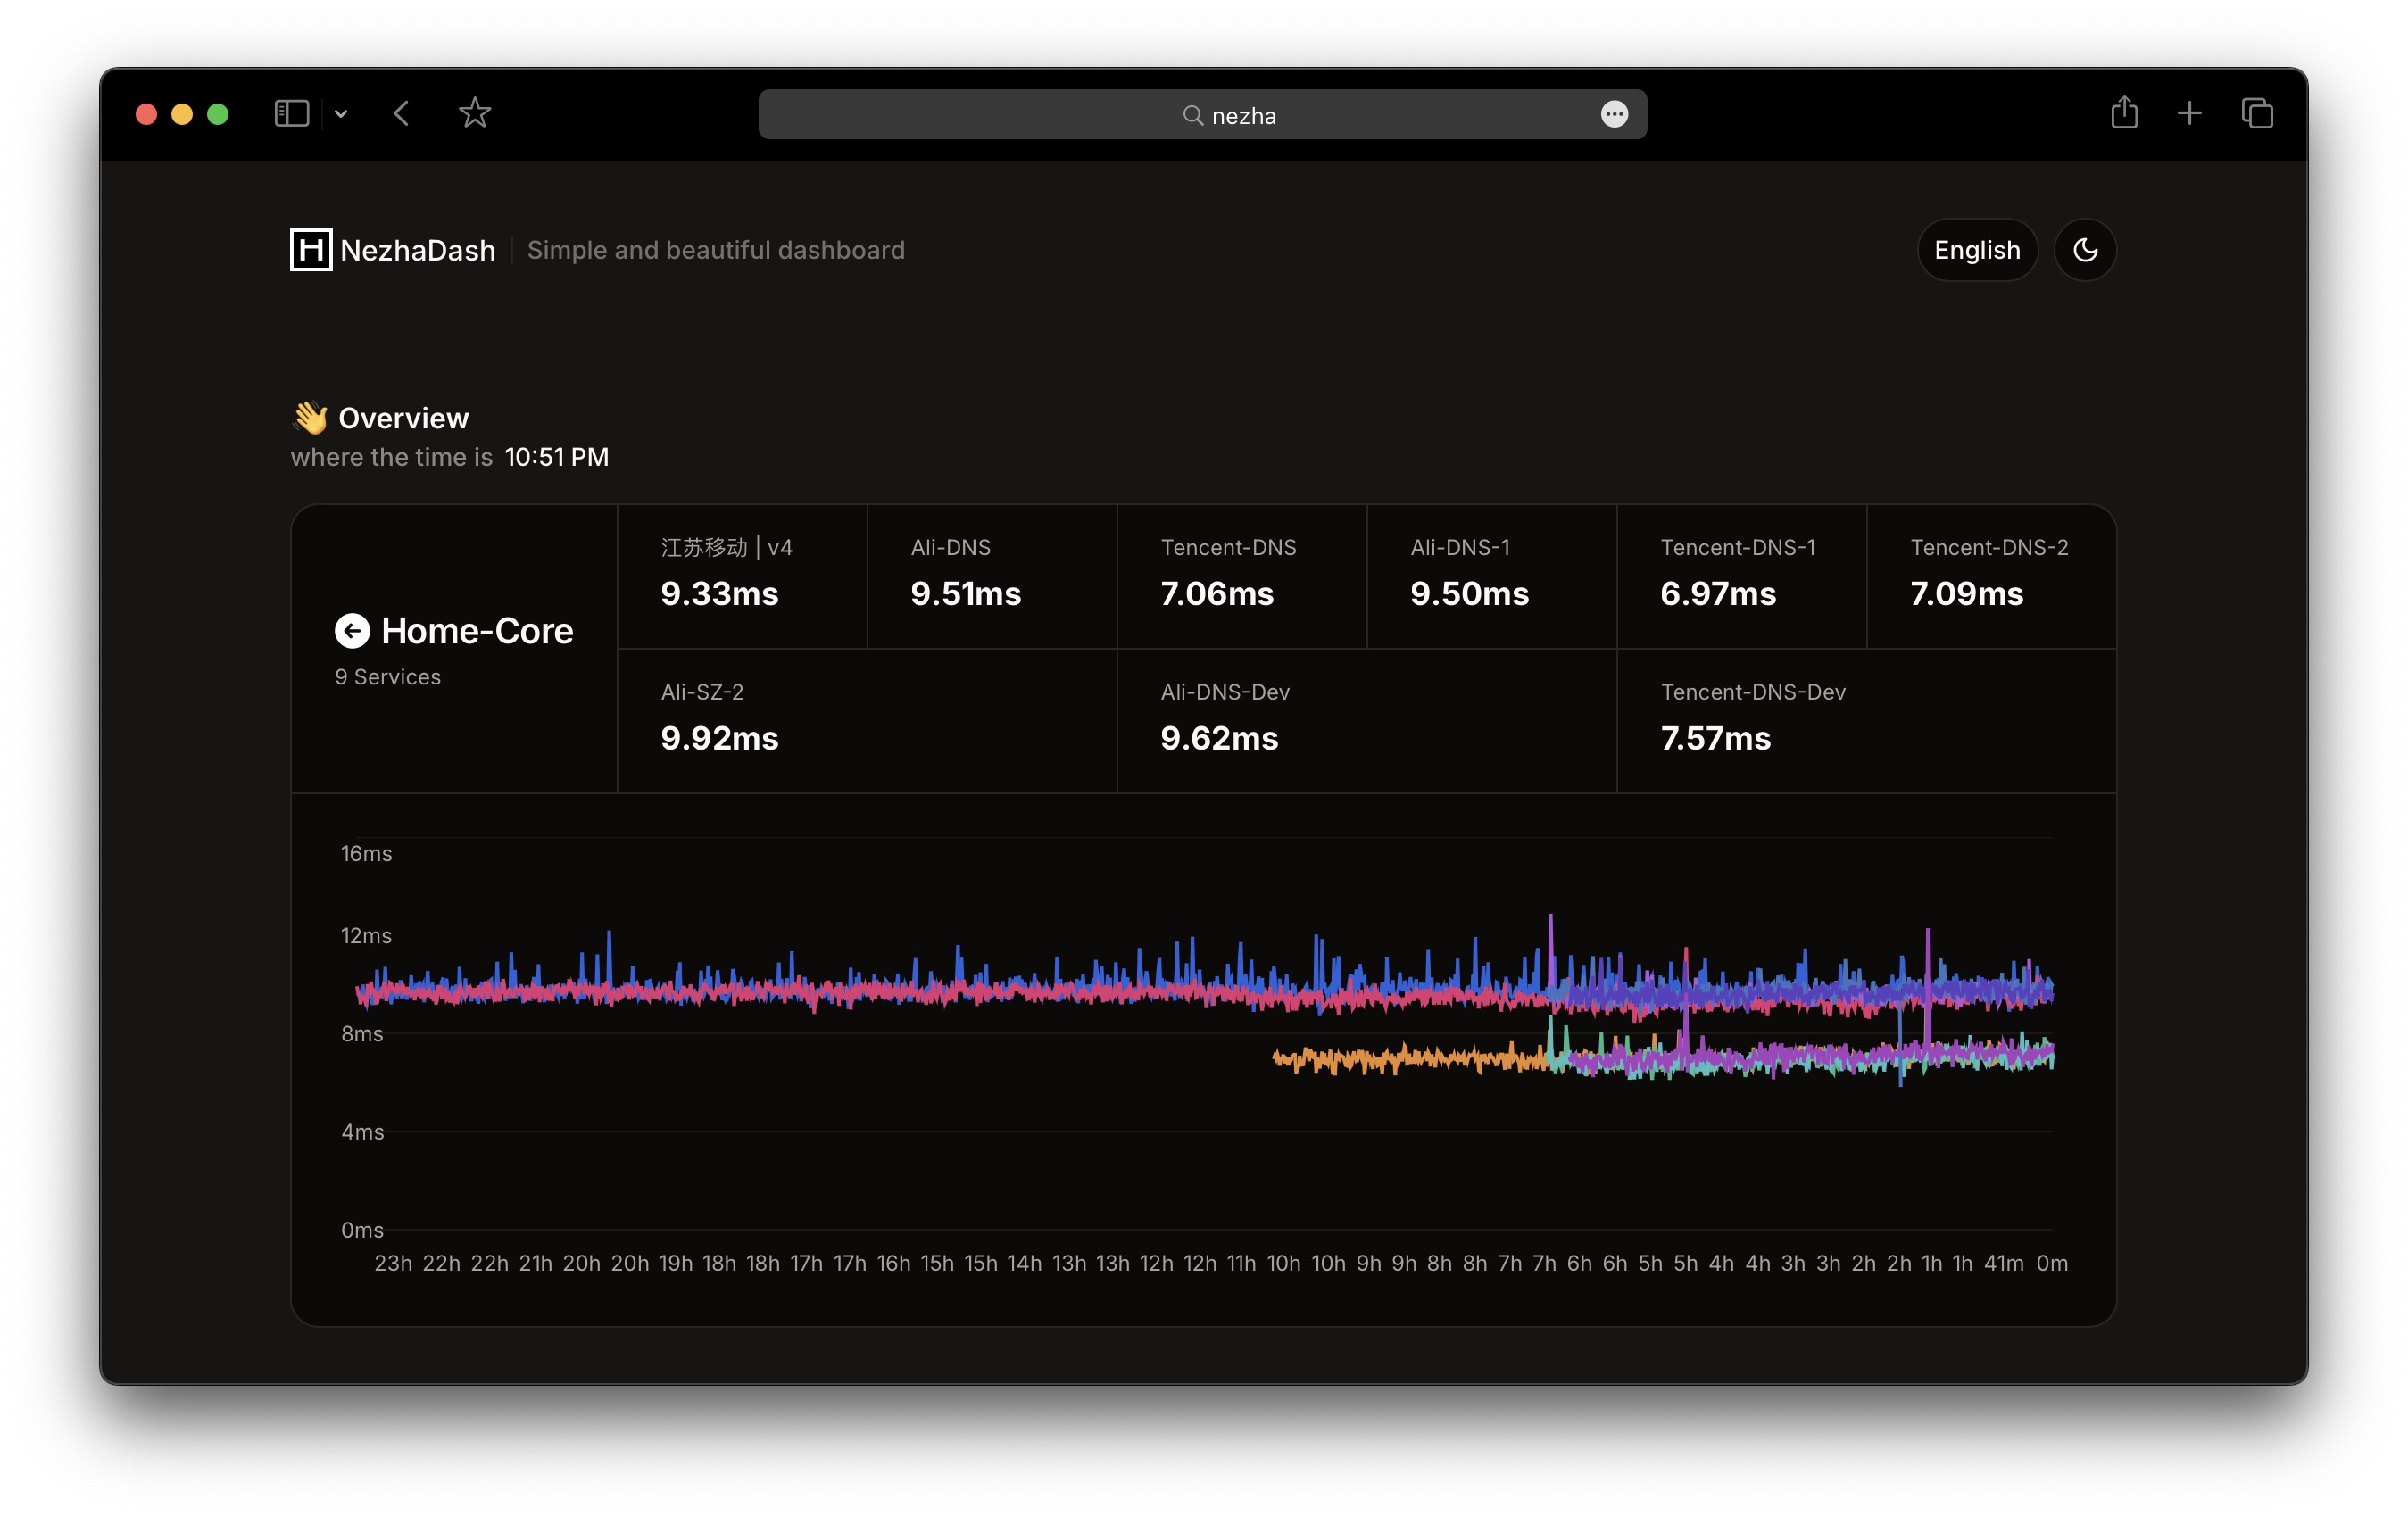 nezha
NezhaDash
Simple and beautiful dashboard
English
👋 Overview
where the time is 10:51 PM
Home-Core
9 Services
江苏移动 | v4
9.33ms
Ali-DNS
9.51ms
Tencent-DNS
7.06ms
Ali-DNS-1
9.50ms
Tencent-DNS-1
6.97ms
Tencent-DNS-2
7.09ms
Ali-SZ-2
9.92ms
Ali-DNS-Dev
9.62ms
Tencent-DNS-Dev
7.57ms
16ms
12ms
8ms
4ms
0ms
23h 22h 22h 21h 20h 20h 19h 18h 18h 17h 17h 16h 15h 15h 14h 13h 13h 12h 12h 11h 10h 10h 9h 9h 8h 8h 7h 7h 6h 6h 5h 5h 4h 4h 3h 3h 2h 2h 1h 1h 41m 0m